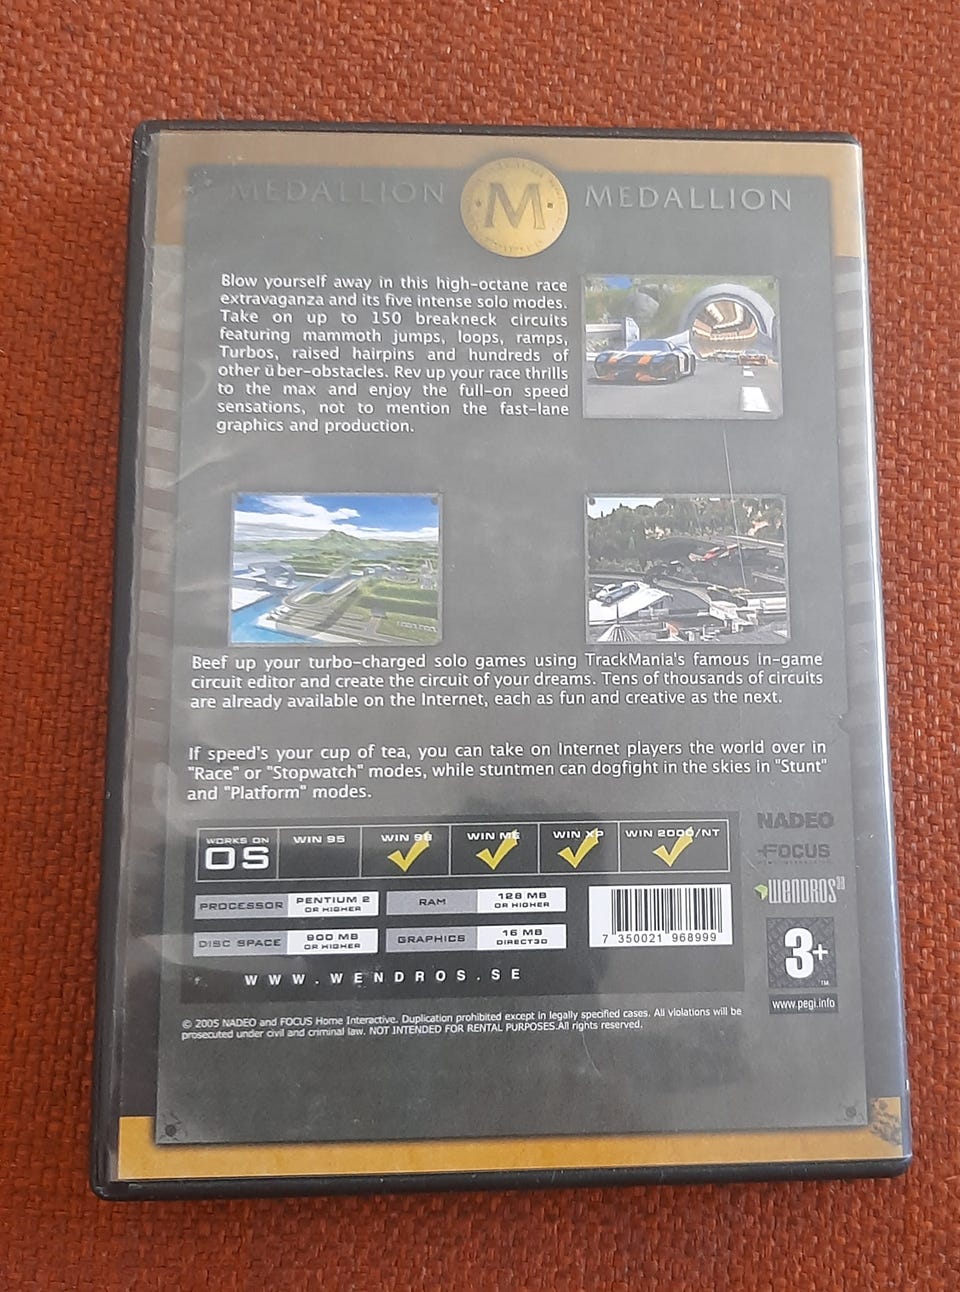 MEDALLION M MEDALLION
Blow yourself away in this high-octane race
extravaganza and its five intense solo modes.
Take on up to 150 breakneck circuits
featuring mammoth jumps, loops, ramps,
Turbos, raised hairpins and hundreds of
other über-obstacles. Rev up your race thrills
to the max and enjoy the full-on speed
sensations, not to mention the fast-lane
graphics and production.
Beef up your turbo-charged solo games using TrackMania's famous in-game
circuit editor and create the circuit of your dreams. Tens of thousands of circuits
are already available on the Internet, each as fun and creative as the next.
If speed's your cup of tea, you can take on Internet players the world over in
"Race" or "Stopwatch" modes, while stuntmen can dogfight in the skies in "Stunt"
and "Platform" modes.
WORKS ON
OS
WIN 95
WIN 98
WIN ME
WIN XP
WIN 2000/NT
PROCESSOR
PENTIUM 2
OR HIGHER
RAM
128 MB
OR HIGHER
DISC SPACE
900 MB
OR HIGHER
GRAPHICS
16 MB
DIRECT3D
7 350021 968999
WWW.WENDROS.SE
NADEO
FOCUS
WENDROS
3+
TM
www.pegi.info
© 2005 NADEO and FOCUS Home Interactive. Duplication prohibited except in legally specified cases. All violations will be
prosecuted under civil and criminal law. NOT INTENDED FOR RENTAL PURPOSES.All rights reserved.